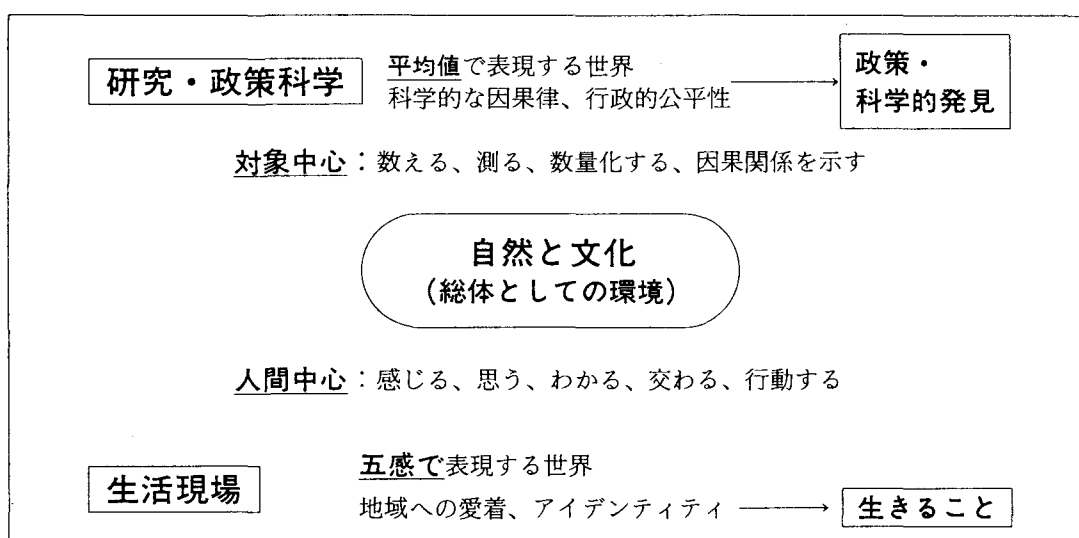 研究・政策科学
平均値で表現する世界
科学的な因果律、行政的公平性
政策・
科学的発見
対象中心：数える、測る、数量化する、因果関係を示す
自然と文化
（総体としての環境）
人間中心：感じる、思う、わかる、交わる、行動する
生活現場
五感で表現する世界
地域への愛着、アイデンティティ
生きること